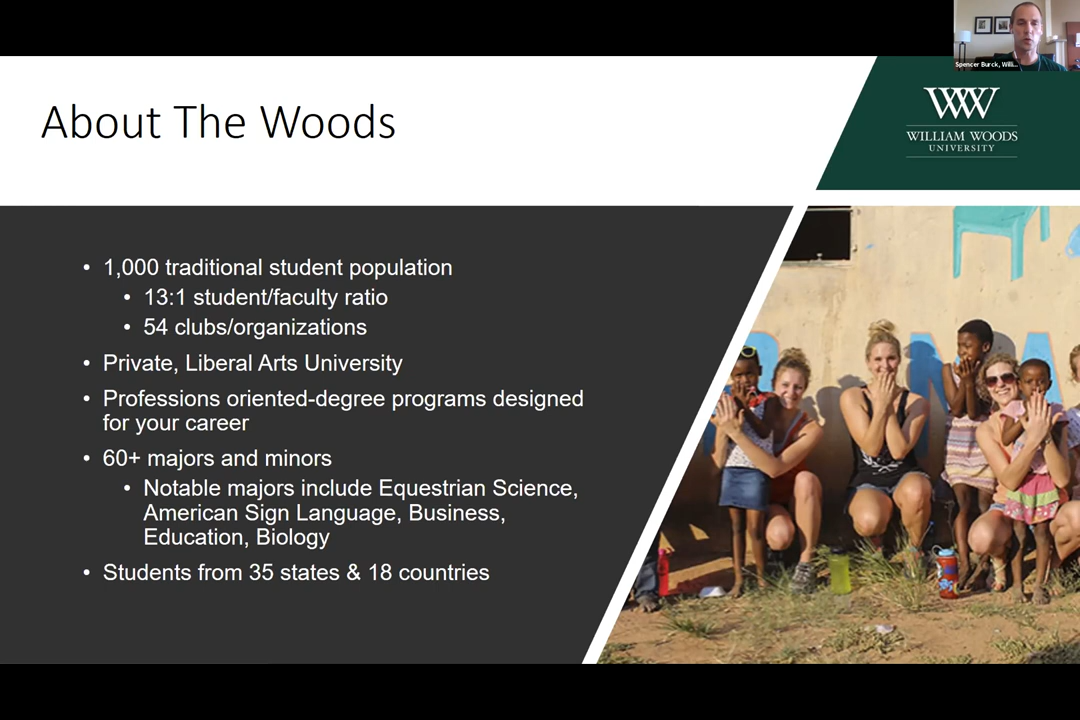 Spencer Burck, Willi...
About The Woods
WILLIAM WOODS
UNIVERSITY
• 1,000 traditional student population
• 13:1 student/faculty ratio
• 54 clubs/organizations
• Private, Liberal Arts University
• Professions oriented-degree programs designed
for your career
• 60+ majors and minors
• Notable majors include Equestrian Science,
American Sign Language, Business,
Education, Biology
• Students from 35 states & 18 countries